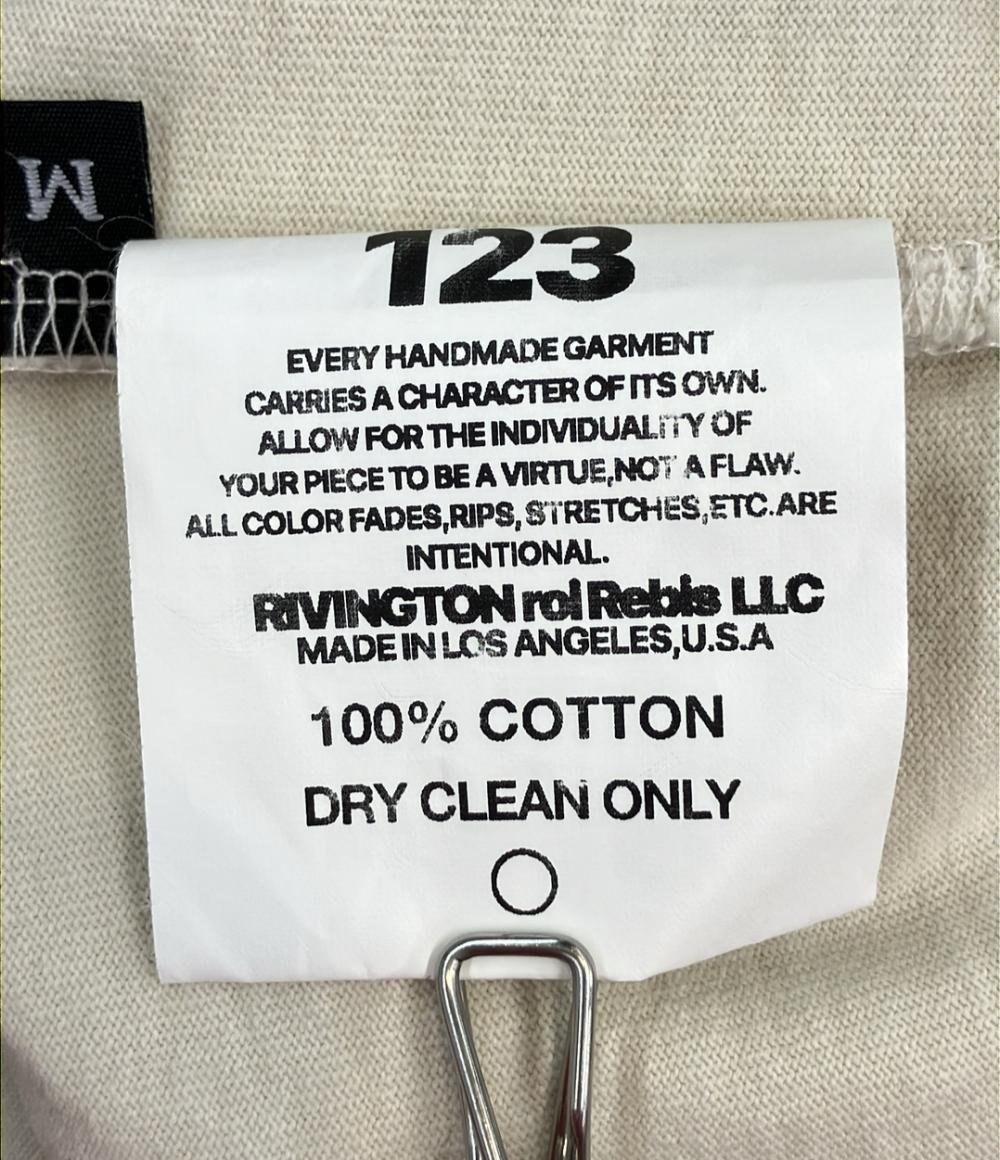 M
123
EVERY HANDMADE GARMENT
CARRIES A CHARACTER OF ITS OWN.
ALLOW FOR THE INDIVIDUALITY OF
YOUR PIECE TO BE A VIRTUE,NOT A FLAW.
ALL COLOR FADES,RIPS,STRETCHES,ETC.ARE
INTENTIONAL.
RIVINGTON roi Rebis LLC
MADE IN LOS ANGELES,U.S.A
100% COTTON
DRY CLEAN ONLY